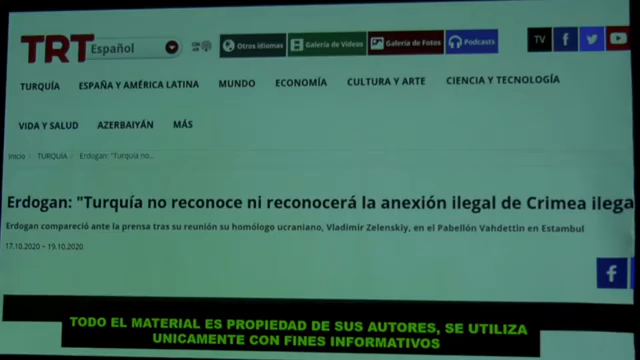 TRT Español
Otros idiomas Galería de Videos Galería de Fotos Podcasts TV
TURQUÍA ESPAÑA Y AMÉRICA LATINA MUNDO ECONOMÍA CULTURA Y ARTE CIENCIA Y TECNOLOGÍA
VIDA Y SALUD AZERBAIYÁN MÁS
Inicio / TURQUÍA / Erdogan: "Turquía no...
Erdogan: "Turquía no reconoce ni reconocerá la anexión ilegal de Crimea ilega
Erdogan compareció ante la prensa tras su reunión su homólogo ucraniano, Vladimir Zelenskiy, en el Pabellón Vahdettin en Estambul
17.10.2020 ~ 19.10.2020
TODO EL MATERIAL ES PROPIEDAD DE SUS AUTORES, SE UTILIZA
UNICAMENTE CON FINES INFORMATIVOS